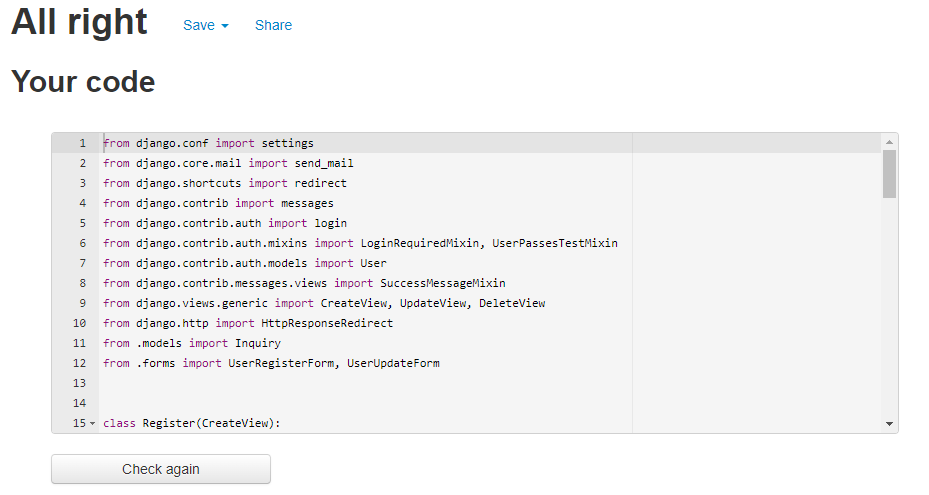 All right Save Share
Your code
1 from django.conf import settings
2 from django.core.mail import send_mail
3 from django.shortcuts import redirect
4 from django.contrib import messages
5 from django.contrib.auth import login
6 from django.contrib.auth.mixins import LoginRequiredMixin, UserPassesTestMixin
7 from django.contrib.auth.models import User
8 from django.contrib.messages.views import SuccessMessageMixin
9 from django.views.generic import CreateView, UpdateView, DeleteView
10 from django.http import HttpResponseRedirect
11 from .models import Inquiry
12 from .forms import UserRegisterForm, UserUpdateForm
13
14
15 class Register(CreateView):
Check again